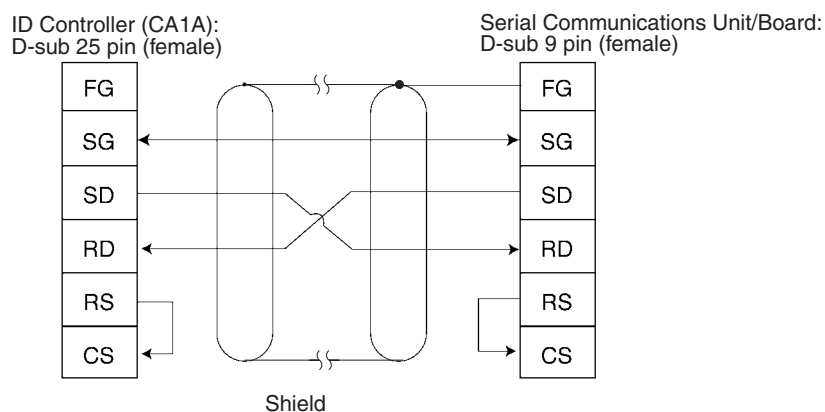 ID Controller (CA1A):
D-sub 25 pin (female)
Serial Communications Unit/Board:
D-sub 9 pin (female)
FG
SG
SD
RD
RS
CS
FG
SG
SD
RD
RS
CS
Shield